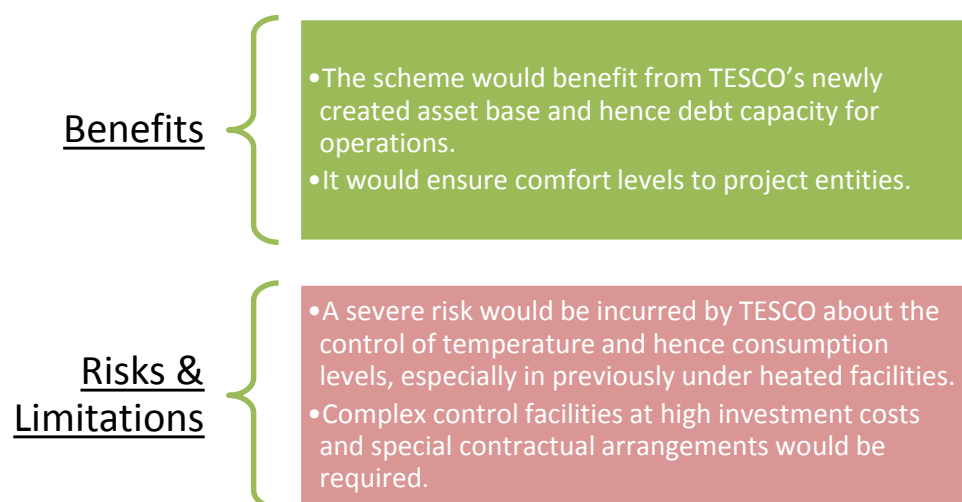 Benefits
•The scheme would benefit from TESCO's newly
created asset base and hence debt capacity for
operations.
•It would ensure comfort levels to project entities.
Risks &
Limitations
•A severe risk would be incurred by TESCO about the
control of temperature and hence consumption
levels, especially in previously under heated facilities.
•Complex control facilities at high investment costs
and special contractual arrangements would be
required.